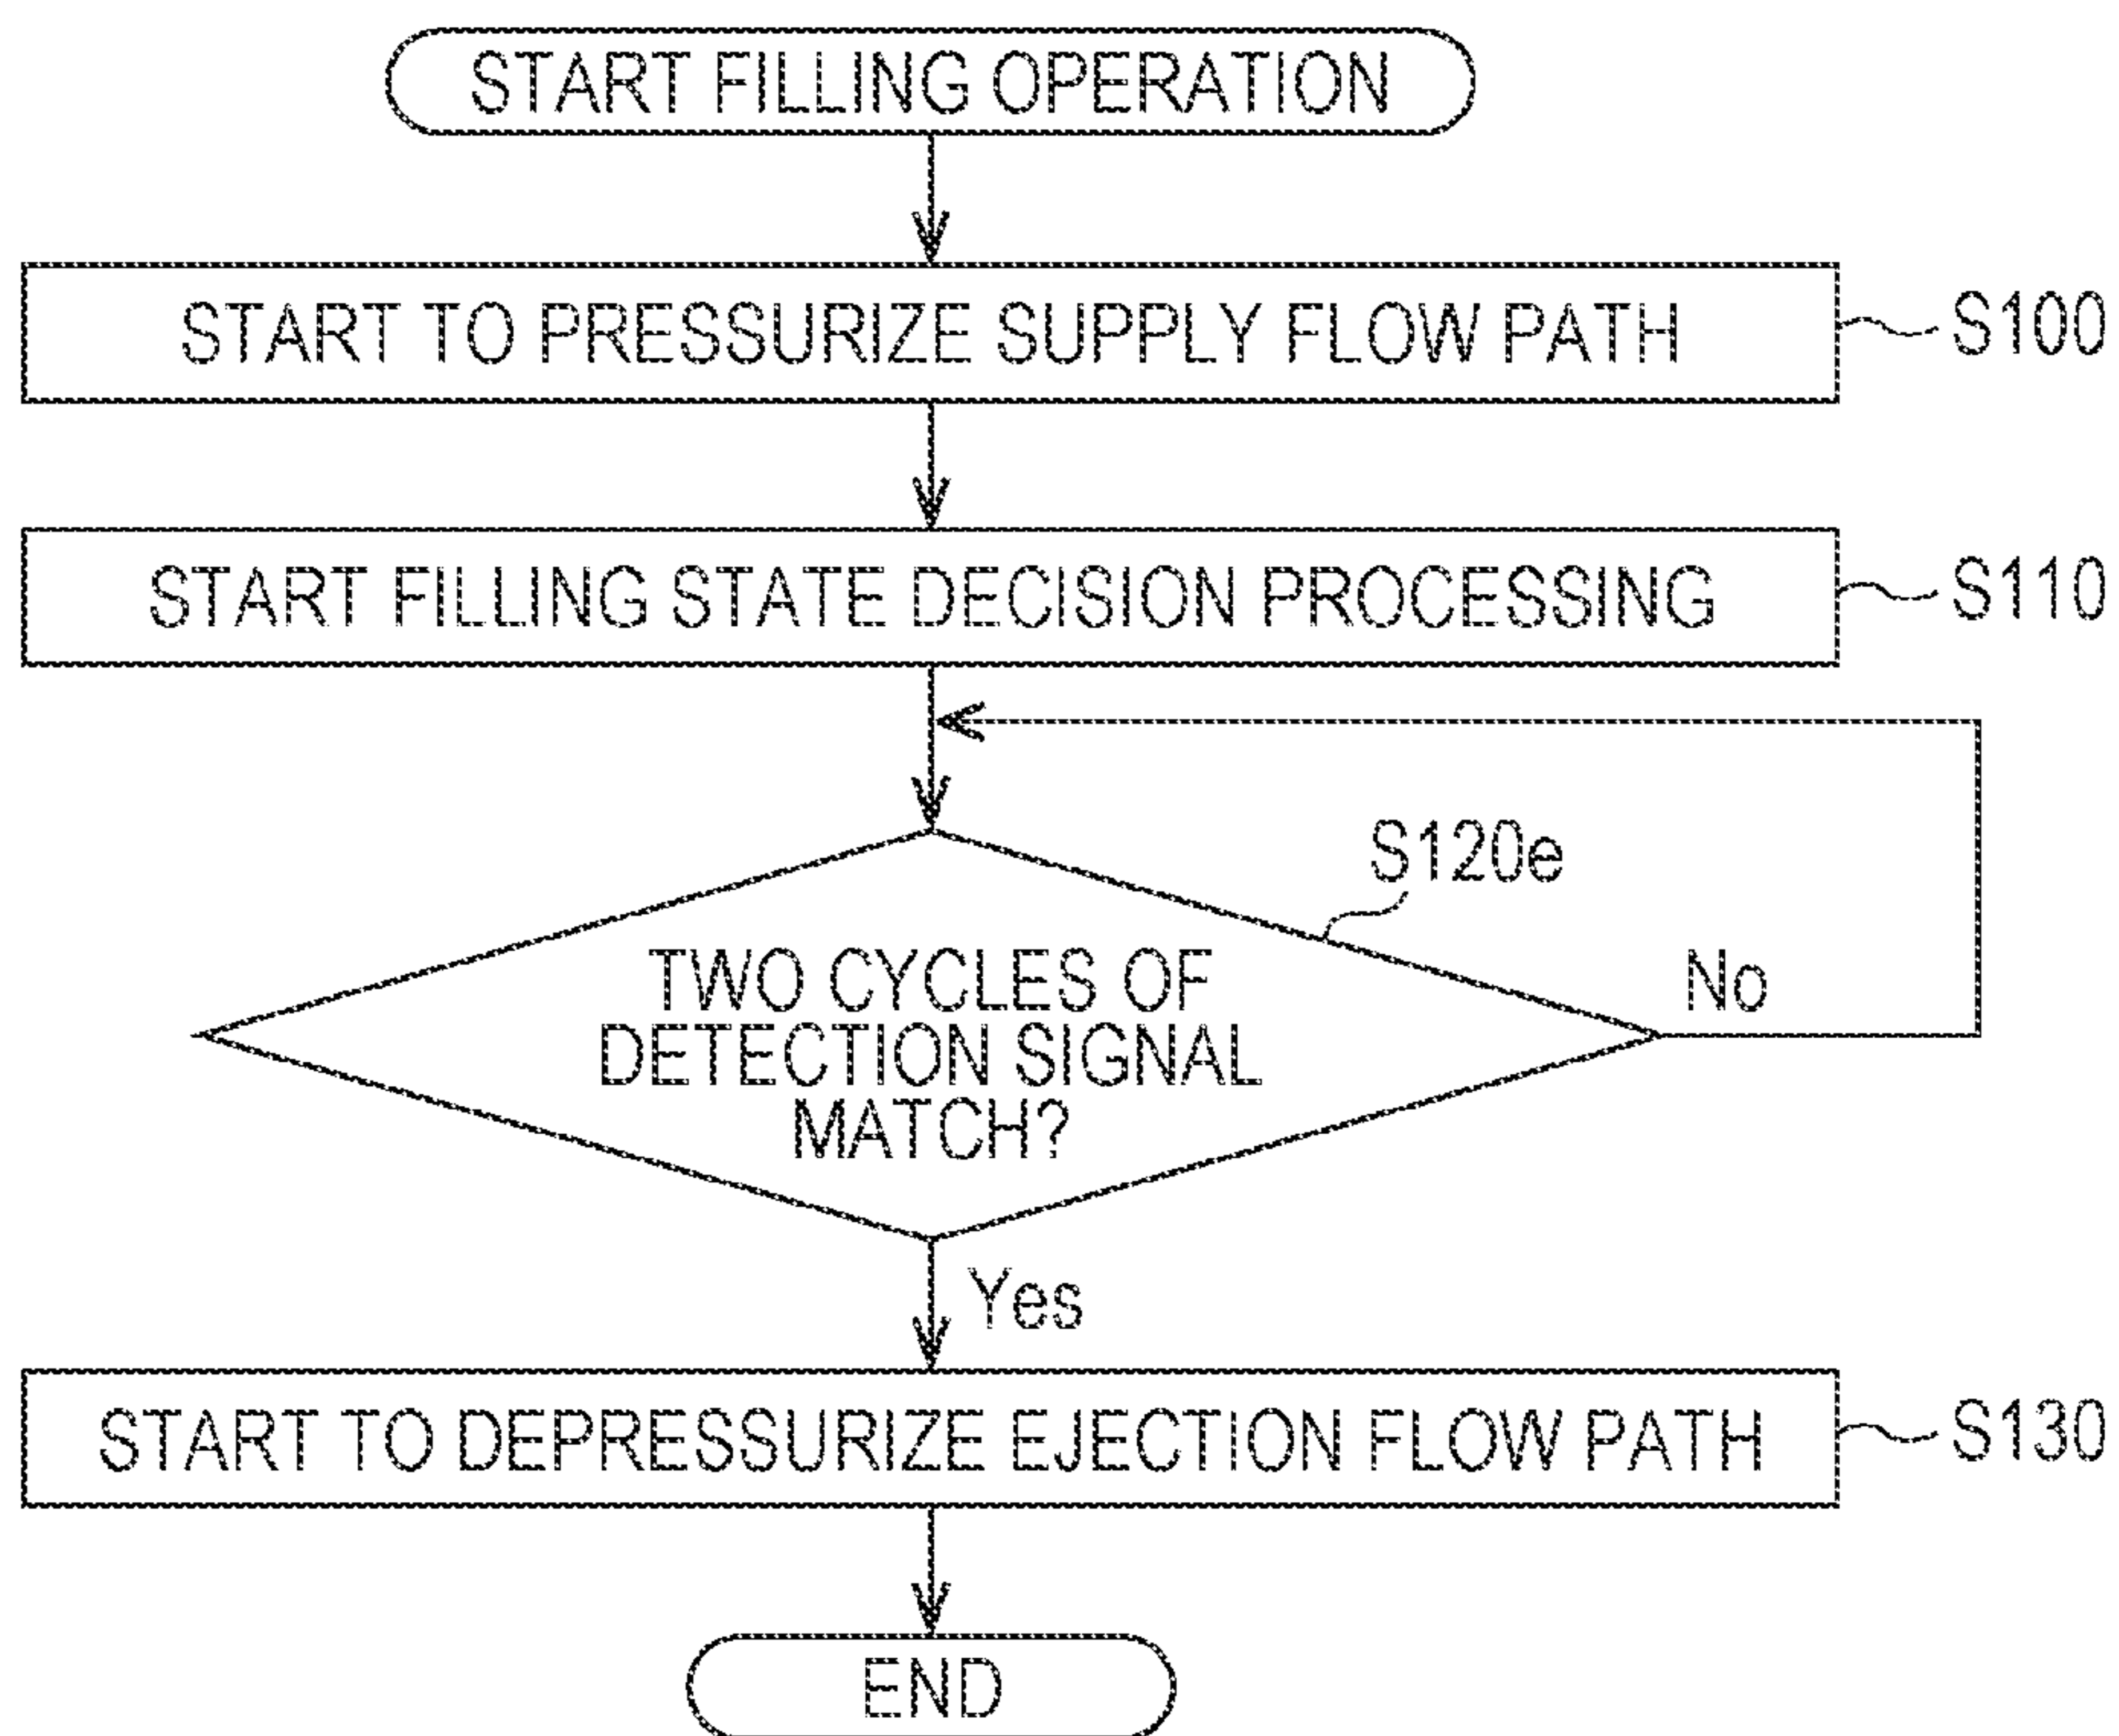 START FILLING OPERATION
START TO PRESSURIZE SUPPLY FLOW PATH
S100
START FILLING STATE DECISION PROCESSING
S110
S120e
TWO CYCLES OF
DETECTION SIGNAL
MATCH?
No
Yes
START TO DEPRESSURIZE EJECTION FLOW PATH
S130
END